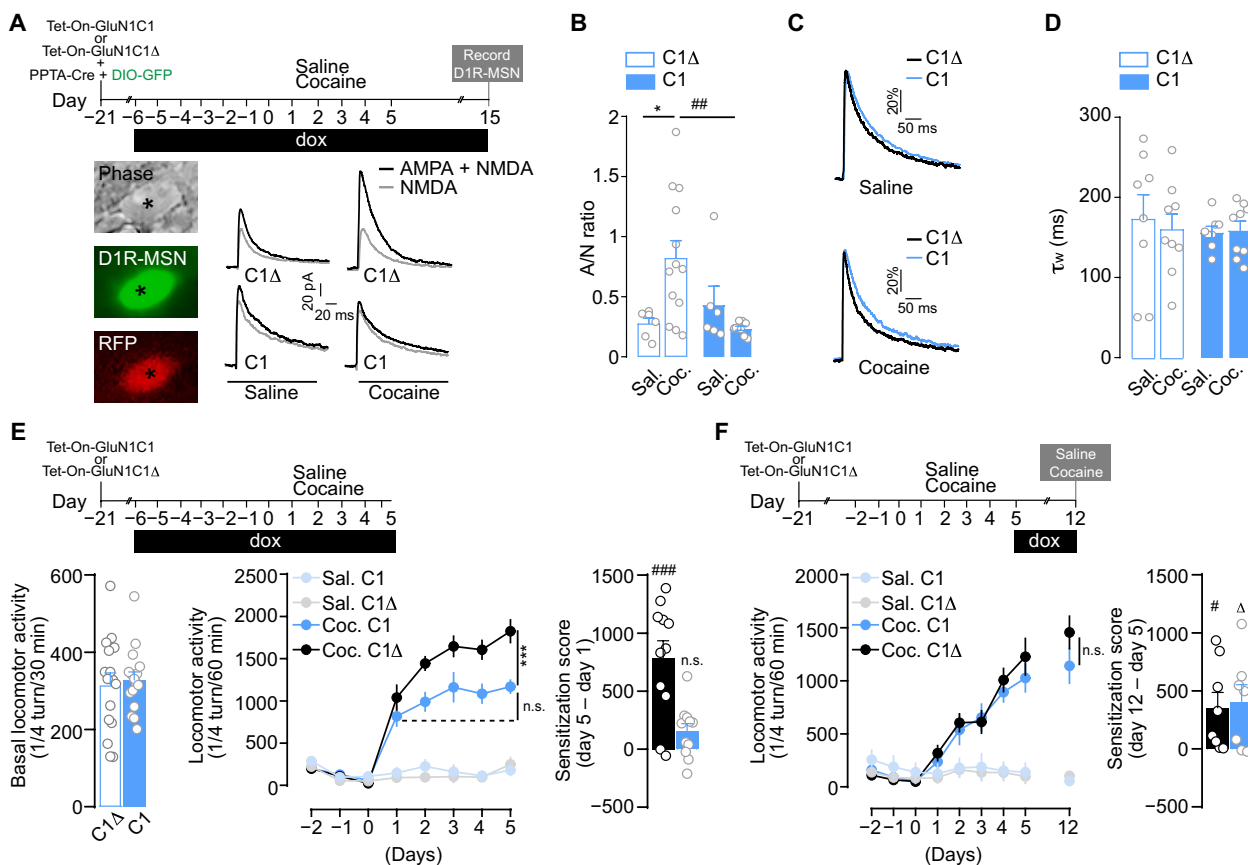 A
Tet-On-GluN1C1
or
Tet-On-GluN1C1Δ
+
PPTA-Cre + DIO-GFP
Saline
Cocaine
Record
D1R-MSN
Day
−21 −6 −5 −4 −3 −2 −1 0 1 2 3 4 5 15
dox
Phase
*
D1R-MSN
*
RFP
*
AMPA + NMDA
NMDA
C1Δ
20 pA
20 ms
C1
Saline
Cocaine
B
C1Δ
C1
* ##
A/N ratio
2
1.5
1
0.5
0
Sal. Coc. Sal. Coc.
C
C1Δ
C1
20%
50 ms
Saline
C1Δ
C1
20%
50 ms
Cocaine
D
τw (ms)
300
200
100
0
Sal. Coc. Sal. Coc.
E
Tet-On-GluN1C1
or
Tet-On-GluN1C1Δ
Saline
Cocaine
Day
−21 −6 −5 −4 −3 −2 −1 0 1 2 3 4 5
dox
Basal locomotor activity
(1/4 turn/30 min)
600
400
200
0
C1Δ C1
Locomotor activity
(1/4 turn/60 min)
2500
2000
1500
1000
500
0
Sal. C1
Sal. C1Δ
Coc. C1
Coc. C1Δ
***
n.s.
−2 −1 0 1 2 3 4 5
(Days)
Sensitization score
(day 5 – day 1)
1500
1000
500
0
−500
###
n.s.
F
Tet-On-GluN1C1
or
Tet-On-GluN1C1Δ
Saline
Cocaine
Saline
Cocaine
Day
−21 −2 −1 0 1 2 3 4 5 12
dox
Locomotor activity
(1/4 turn/60 min)
2000
1500
1000
500
0
Sal. C1
Sal. C1Δ
Coc. C1
Coc. C1Δ
n.s.
−2 −1 0 1 2 3 4 5 12
(Days)
Sensitization score
(day 12 – day 5)
1500
1000
500
0
−500
# Δ